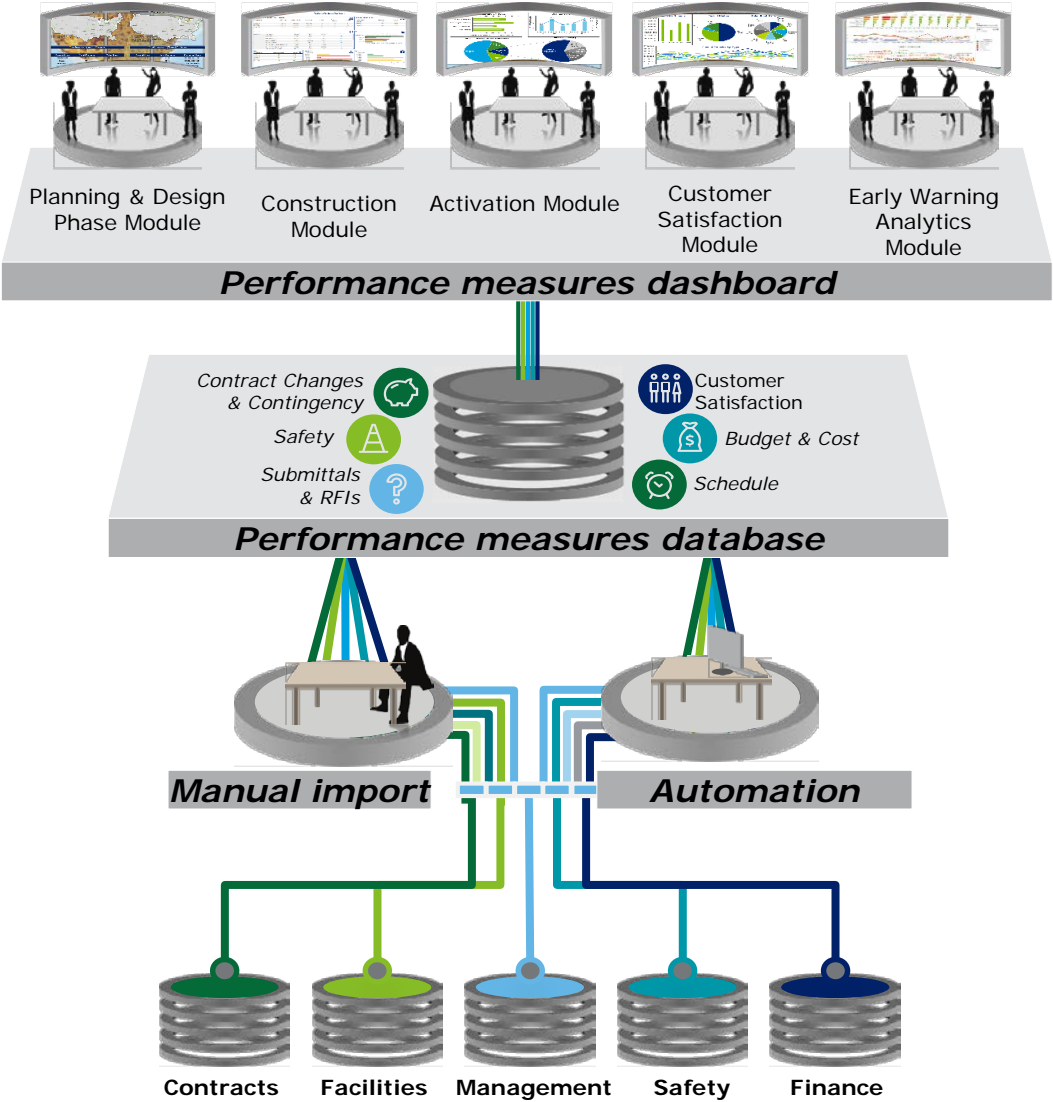 Planning & Design
Phase Module
Construction
Module
Activation Module
Customer
Satisfaction
Module
Early Warning
Analytics
Module
Performance measures dashboard
Contract Changes
& Contingency
Safety
Submittals
& RFIs
Customer
Satisfaction
$
Budget & Cost
Schedule
?
Performance measures database
Manual import
Automation
Contracts
Facilities
Management
Safety
Finance